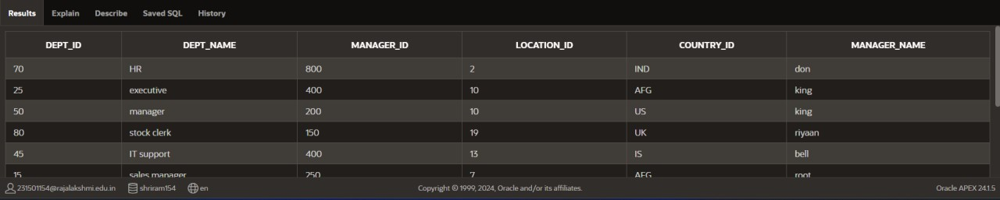 Results Explain Describe Saved SQL History
DEPT_ID DEPT_NAME MANAGER_ID LOCATION_ID COUNTRY_ID MANAGER_NAME
70 HR 800 2 IND don
25 executive 400 10 AFG king
50 manager 200 10 US king
80 stock clerk 150 19 UK riyaan
45 IT support 400 13 IS bell
15 sales manager 250 7 AFG root
231501154@rajalakshmi.edu.in shriram154 en Copyright © 1999, 2024, Oracle and/or its affiliates. Oracle APEX 24.1.5